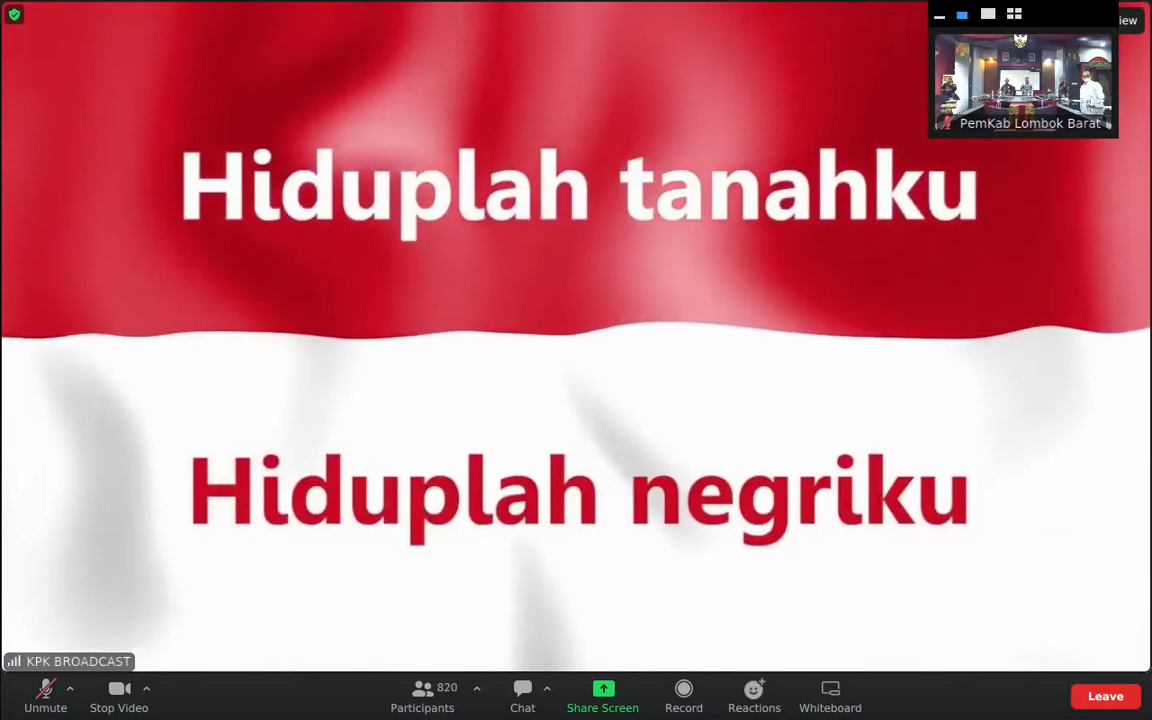 iew
PemKab Lombok Barat
Hiduplah tanahku
Hiduplah negriku
KPK BROADCAST
Unmute
Stop Video
820
Participants
Chat
Share Screen
Record
Reactions
Whiteboard
Leave